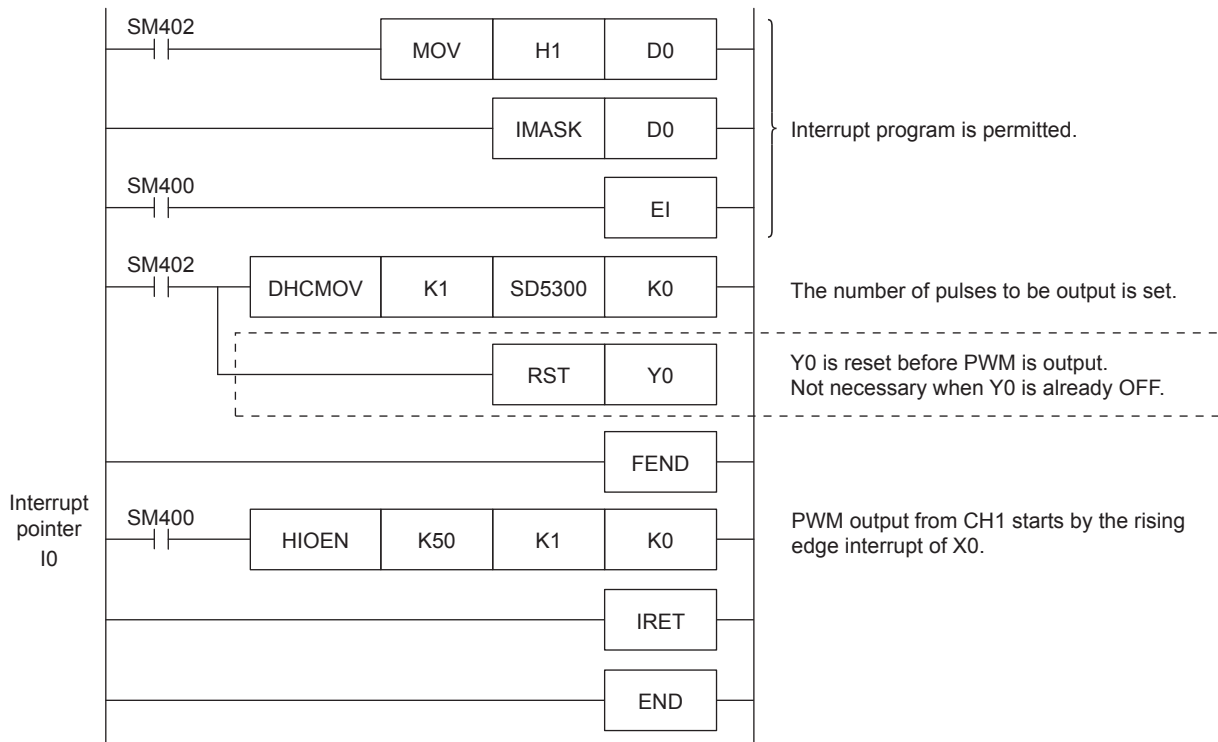 SM402
MOV H1 D0
IMASK D0
Interrupt program is permitted.
SM400
EI
SM402
DHCMOV K1 SD5300 K0
The number of pulses to be output is set.
RST Y0
Y0 is reset before PWM is output.
Not necessary when Y0 is already OFF.
FEND
Interrupt
pointer
I0
SM400
HIOEN K50 K1 K0
PWM output from CH1 starts by the rising
edge interrupt of X0.
IRET
END